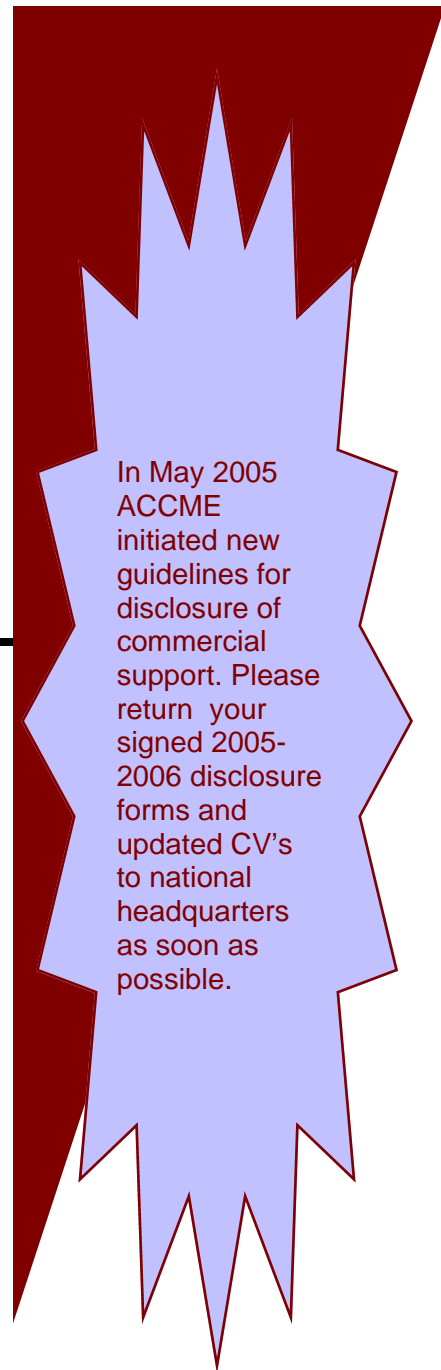 In May 2005
ACCME
initiated new
guidelines for
disclosure of
commercial
support. Please
return  your
signed 2005-
2006 disclosure
forms and
updated CV’s
to national
headquarters
as soon as
possible.